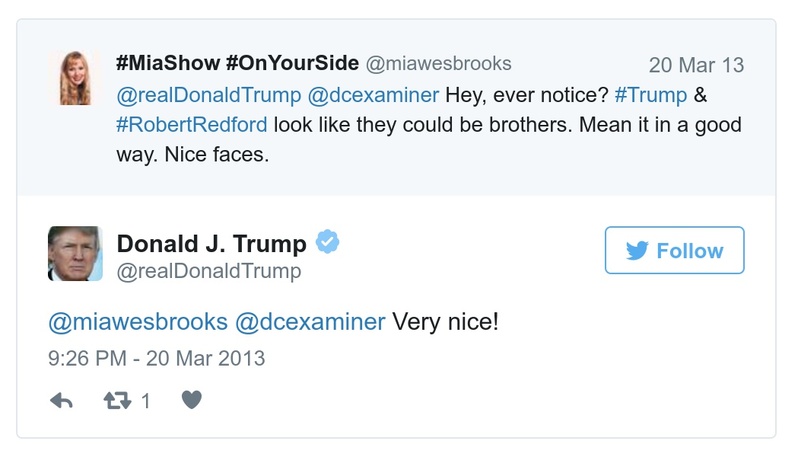 #MiaShow #OnYourSide @miawesbrooks 20 Mar 13
@realDonaldTrump @dcexaminer Hey, ever notice? #Trump &
#RobertRedford look like they could be brothers. Mean it in a good
way. Nice faces.
Donald J. Trump
@realDonaldTrump
Follow
@miawesbrooks @dcexaminer Very nice!
9:26 PM - 20 Mar 2013
1